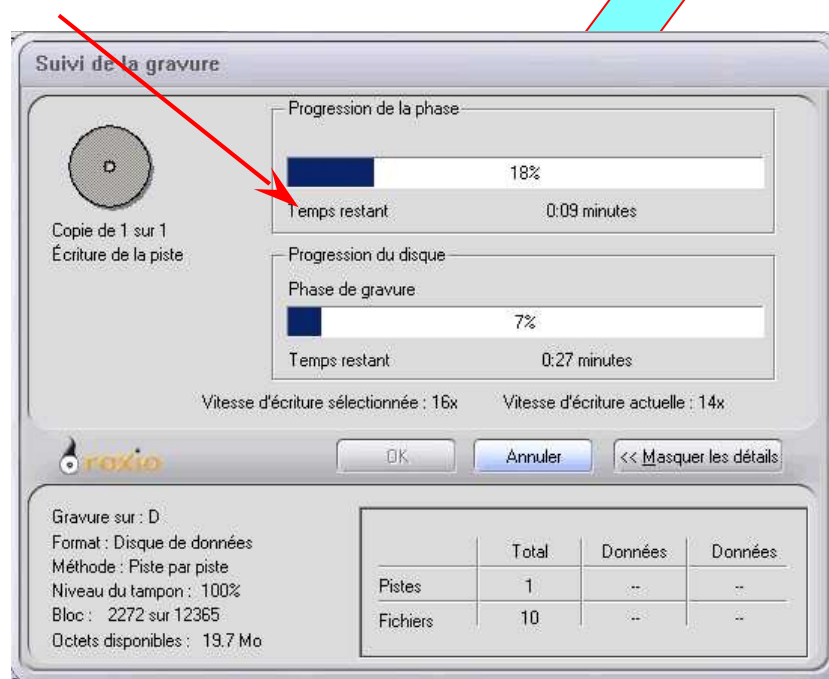 Suivi de la gravure
Progression de la phase
18%
Temps restant 0:09 minutes
Copie de 1 sur 1
Écriture de la piste
Progression du disque
Phase de gravure
7%
Temps restant 0:27 minutes
Vitesse d'écriture sélectionnée : 16x Vitesse d'écriture actuelle : 14x
roxio
OK Annuler << Masquer les détails
Gravure sur : D
Format : Disque de données
Méthode : Piste par piste
Niveau du tampon : 100%
Bloc : 2272 sur 12365
Octets disponibles : 19.7 Mo
Total Données Données
Pistes 1 -- --
Fichiers 10 -- --